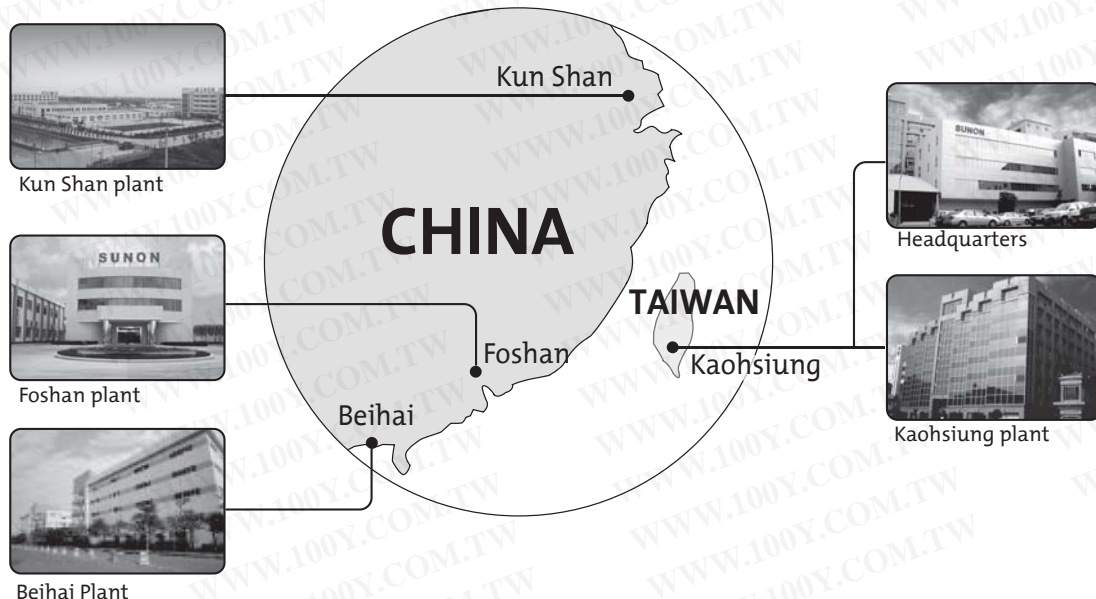 Kun Shan
Kun Shan plant
CHINA
SUNON
Foshan plant
Foshan
Beihai
Beihai Plant
TAIWAN
Kaohsiung
SUNON
Headquarters
Kaohsiung plant
WWW.100Y.COM.TW